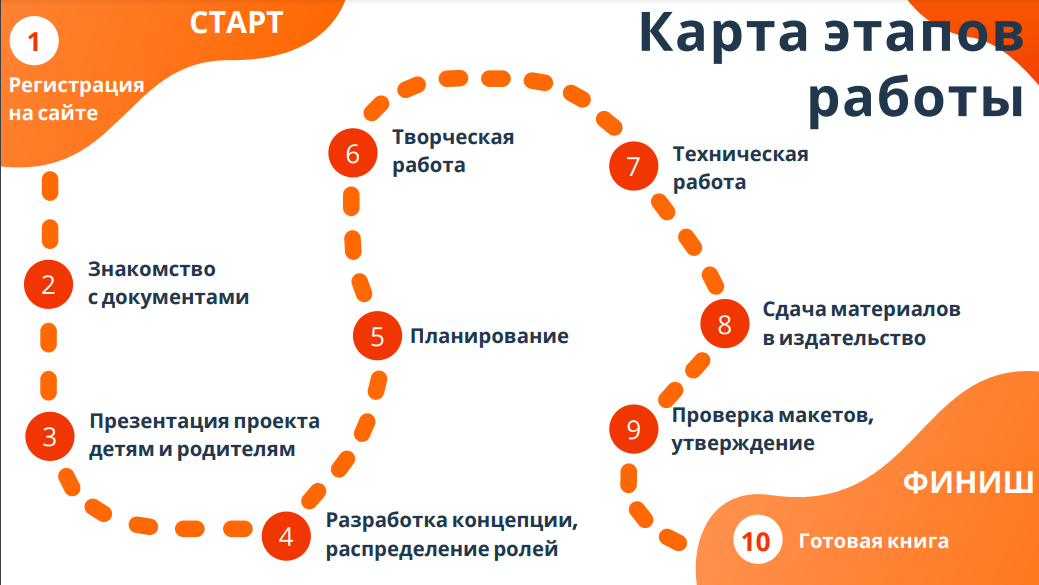 Карта этапов
работы
СТАРТ
1
Регистрация
на сайте
2
Знакомство
с документами
3
Презентация проекта
детям и родителям
4
Разработка концепции,
распределение ролей
5
Планирование
6
Творческая
работа
7
Техническая
работа
8
Сдача материалов
в издательство
9
Проверка макетов,
утверждение
ФИНИШ
10
Готовая книга